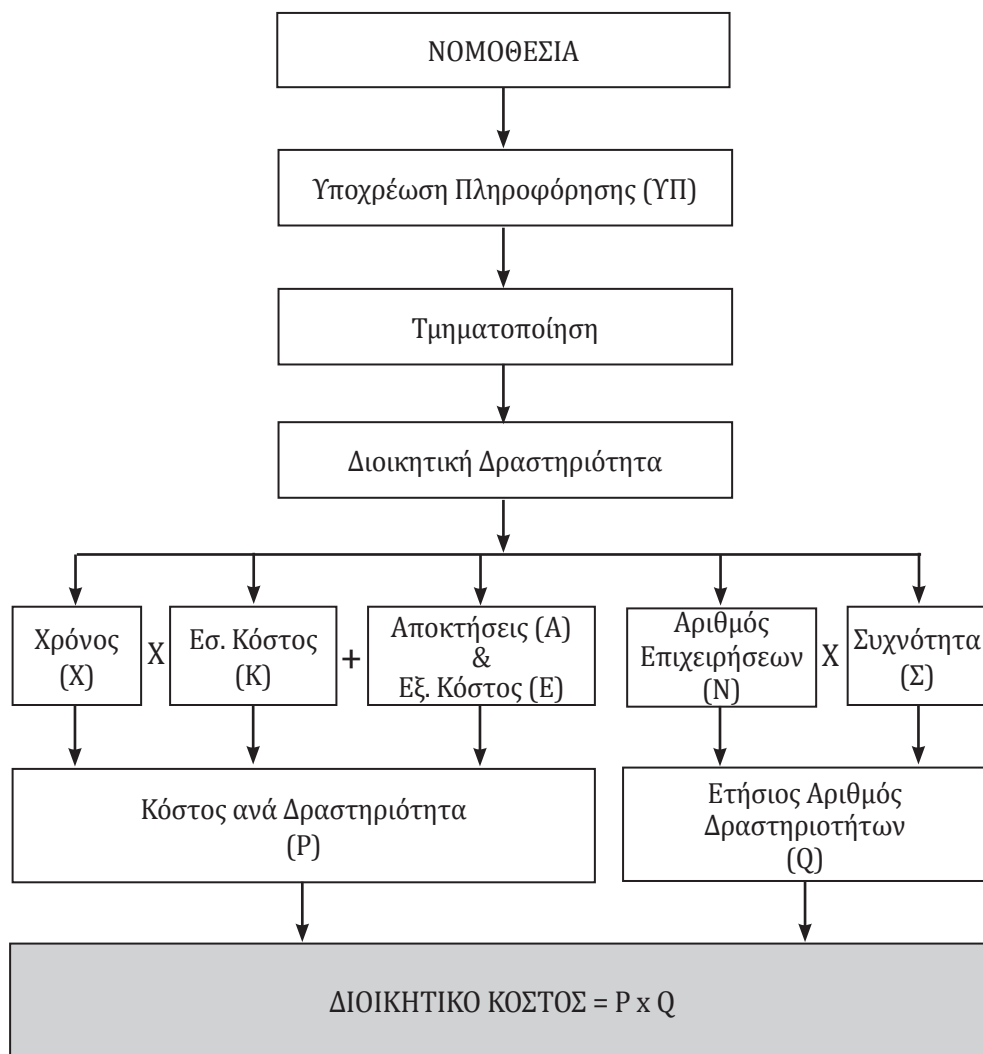 ΝΟΜΟΘΕΣΙΑ
Υποχρέωση Πληροφόρησης (ΥΠ)
Τμηματοποίηση
Διοικητική Δραστηριότητα
Χρόνος
(Χ)
X
Εσ. Κόστος
(Κ)
+
Αποκτήσεις (Α)
&
Εξ. Κόστος (Ε)
Αριθμός
Επιχειρήσεων
(Ν)
X
Συχνότητα
(Σ)
Κόστος ανά Δραστηριότητα
(P)
Ετήσιος Αριθμός
Δραστηριοτήτων
(Q)
ΔΙΟΙΚΗΤΙΚΟ ΚΟΣΤΟΣ = P x Q